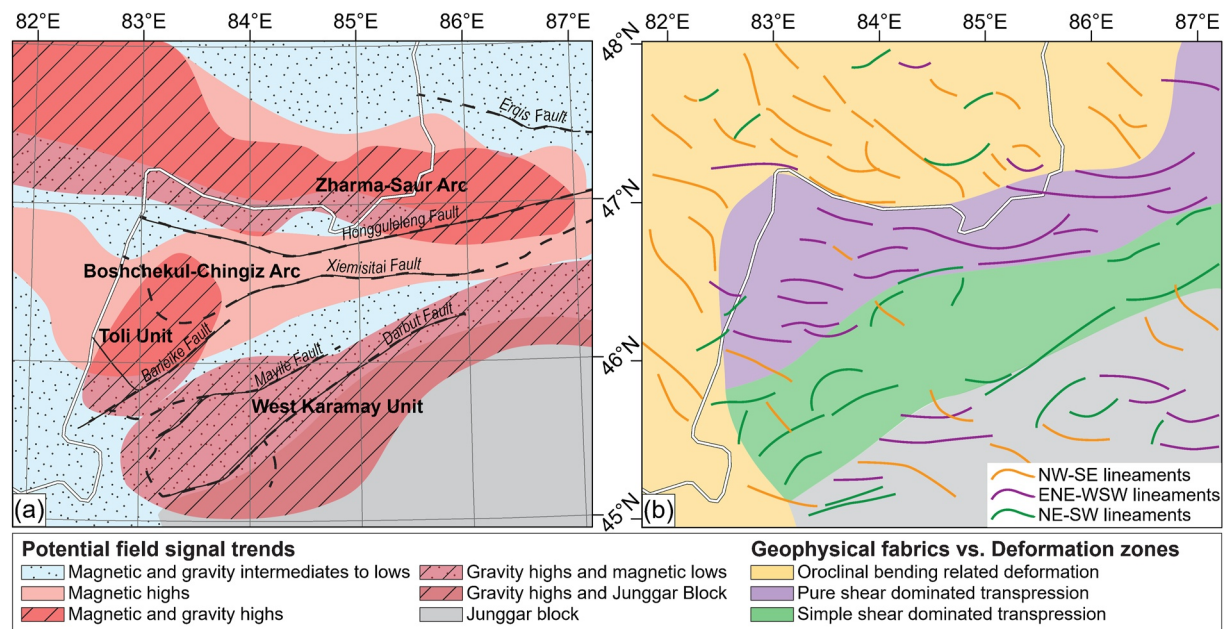 82°E 83°E 84°E 85°E 86°E 87°E
82°E 83°E 84°E 85°E 86°E 87°E
48°N
47°N
46°N
45°N
Erqis Fault
Zharma-Saur Arc
Hongguleleng Fault
Boshchekul-Chingiz Arc
Xiemisitai Fault
Toli Unit
Barleike Fault
Mayile Fault
Darbut Fault
West Karamay Unit
(a)
NW-SE lineaments
ENE-WSW lineaments
NE-SW lineaments
(b)
Potential field signal trends
Magnetic and gravity intermediates to lows
Magnetic highs
Magnetic and gravity highs
Gravity highs and magnetic lows
Gravity highs and Junggar Block
Junggar block
Geophysical fabrics vs. Deformation zones
Oroclinal bending related deformation
Pure shear dominated transpression
Simple shear dominated transpression